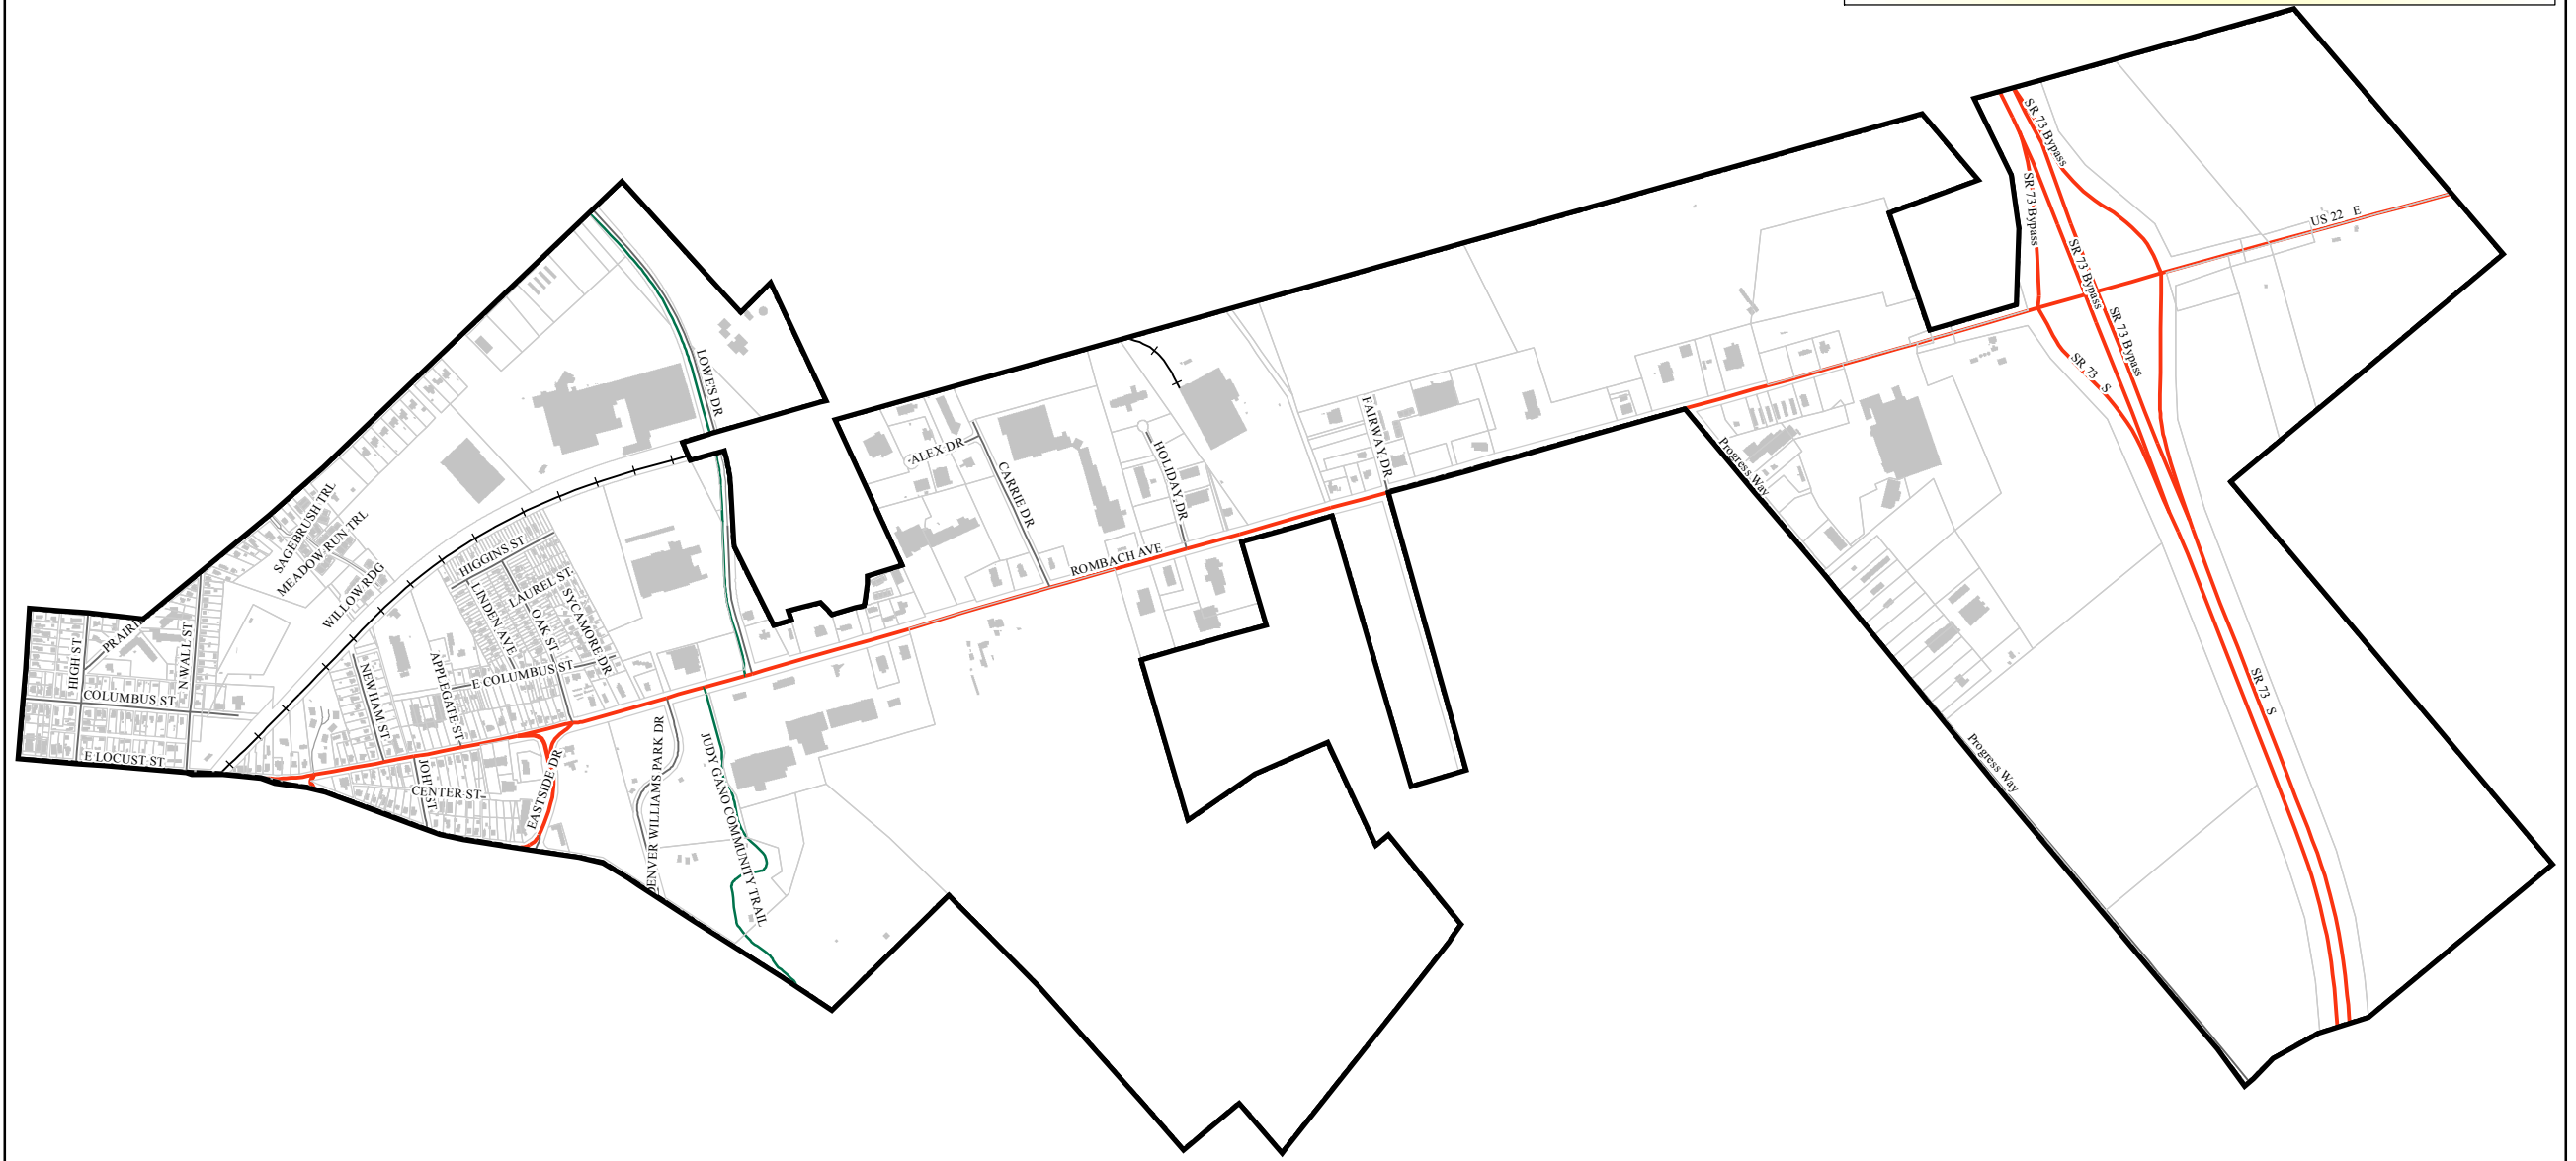 SR 73 Bypass
SR 73 Bypass
US 22 E
SR 73 Bypass
SR 73 Bypass
SR 73 S
LOWE'S DR
FAIRWAY DR
ALEX DR
CARRIE DR
HOLIDAY DR
Progress Way
SAGEBRUSH TRL
MEADOW RUN TRL
WILLOW RDG
HIGGINS ST
LAUREL ST
LINDEN AVE
OAK ST
SYCAMORE DR
ROMBACH AVE
PRAIRIE
HIGH ST
N WALL ST
COLUMBUS ST
E LOCUST ST
NEWHAM ST
APPLEGATE ST
E COLUMBUS ST
JOHN ST
CENTER ST
EASTSIDE DR
DENVER WILLIAMS PARK DR
JUDY GANO COMMUNITY TRAIL
SR 73 S
Progress Way